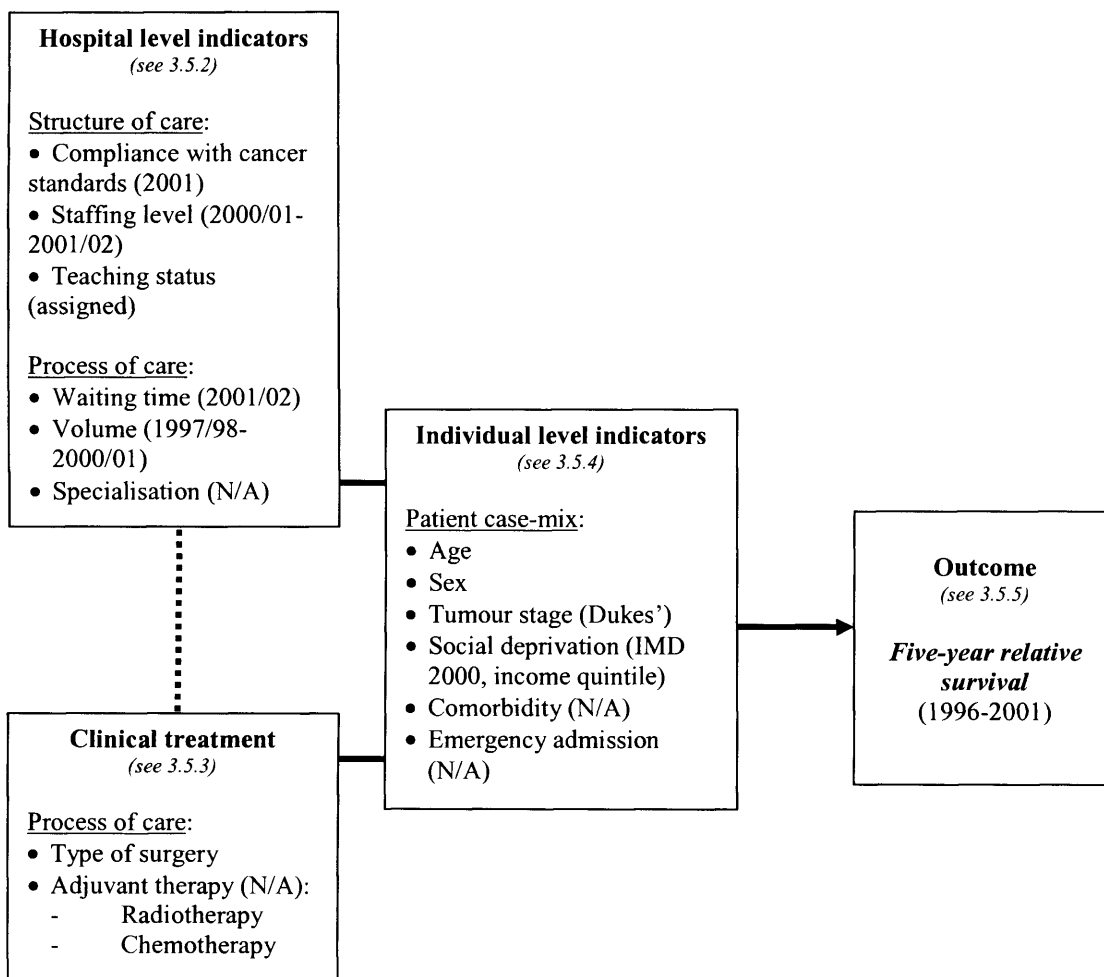 Hospital level indicators
(see 3.5.2)
Structure of care:
• Compliance with cancer
standards (2001)
• Staffing level (2000/01-
2001/02)
• Teaching status
(assigned)
Process of care:
• Waiting time (2001/02)
• Volume (1997/98-
2000/01)
• Specialisation (N/A)
Clinical treatment
(see 3.5.3)
Process of care:
• Type of surgery
• Adjuvant therapy (N/A):
- Radiotherapy
- Chemotherapy
Individual level indicators
(see 3.5.4)
Patient case-mix:
• Age
• Sex
• Tumour stage (Dukes’)
• Social deprivation (IMD
2000, income quintile)
• Comorbidity (N/A)
• Emergency admission
(N/A)
Outcome
(see 3.5.5)
Five-year relative
survival
(1996-2001)